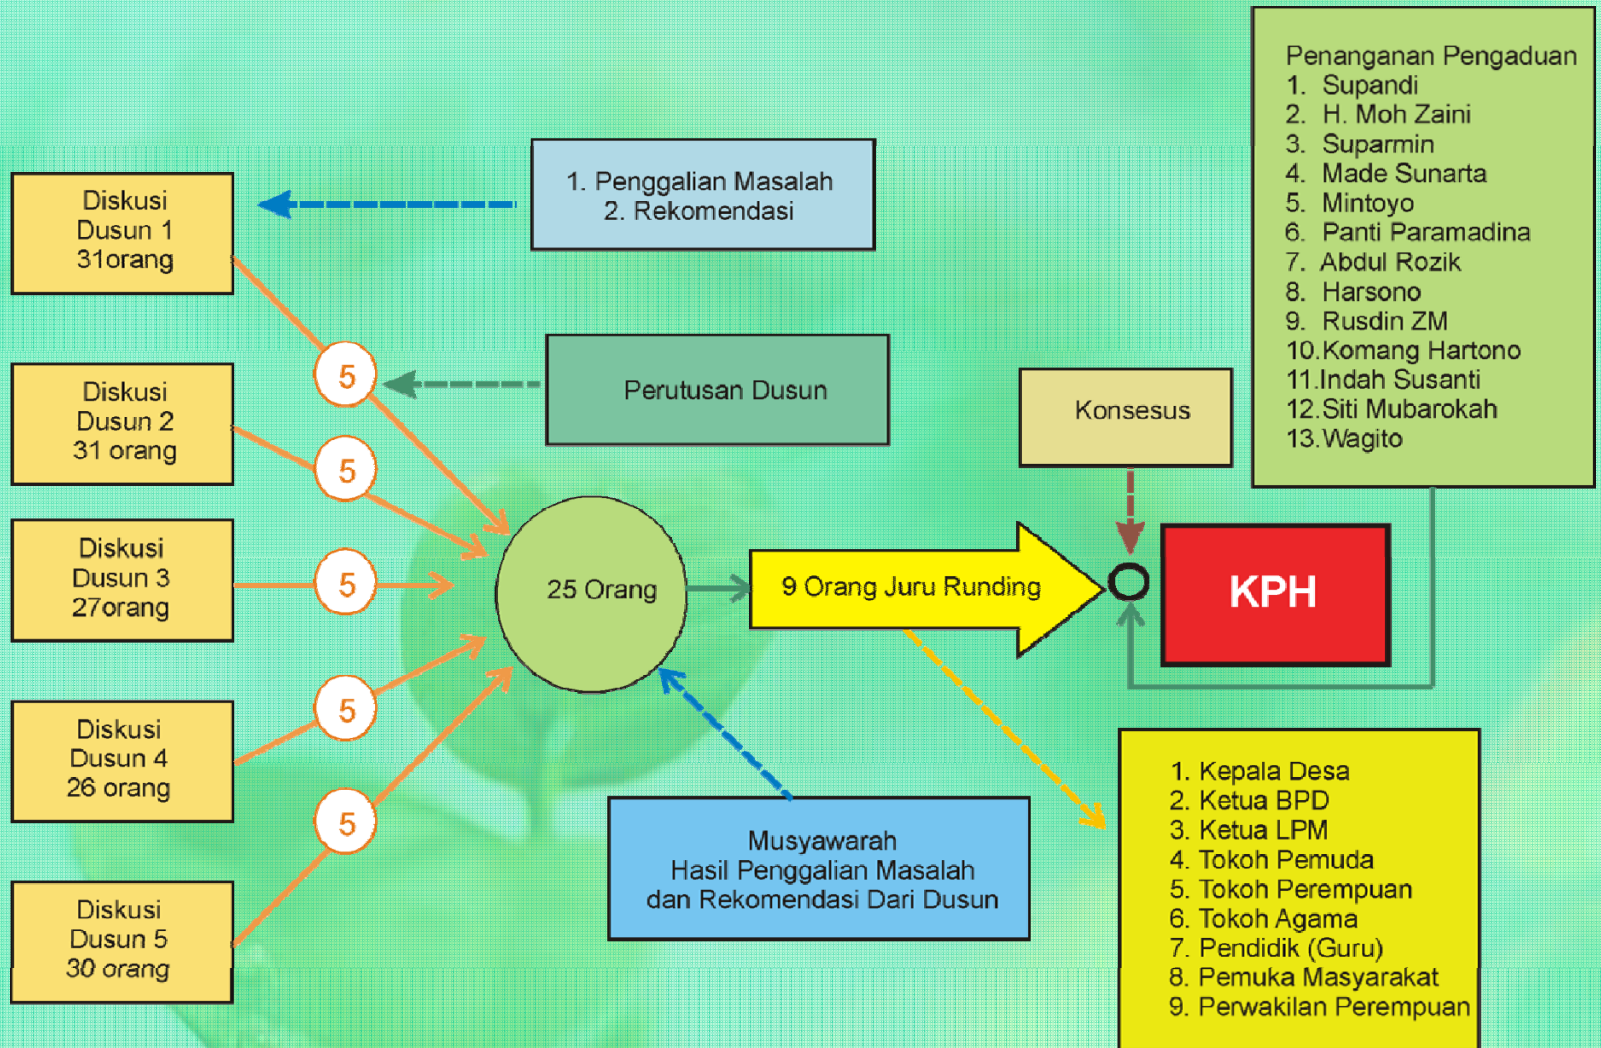 Diskusi
Dusun 1
31orang
Diskusi
Dusun 2
31 orang
Diskusi
Dusun 3
27orang
Diskusi
Dusun 4
26 orang
Diskusi
Dusun 5
30 orang
5
5
5
5
5
1. Penggalian Masalah
2. Rekomendasi
Perutusan Dusun
25 Orang
Musyawarah
Hasil Penggalian Masalah
dan Rekomendasi Dari Dusun
9 Orang Juru Runding
Konsesus
KPH
Penanganan Pengaduan
1. Supandi
2. H. Moh Zaini
3. Suparmin
4. Made Sunarta
5. Mintoyo
6. Panti Paramadina
7. Abdul Rozik
8. Harsono
9. Rusdin ZM
10.Komang Hartono
11.Indah Susanti
12.Siti Mubarokah
13.Wagito
1. Kepala Desa
2. Ketua BPD
3. Ketua LPM
4. Tokoh Pemuda
5. Tokoh Perempuan
6. Tokoh Agama
7. Pendidik (Guru)
8. Pemuka Masyarakat
9. Perwakilan Perempuan